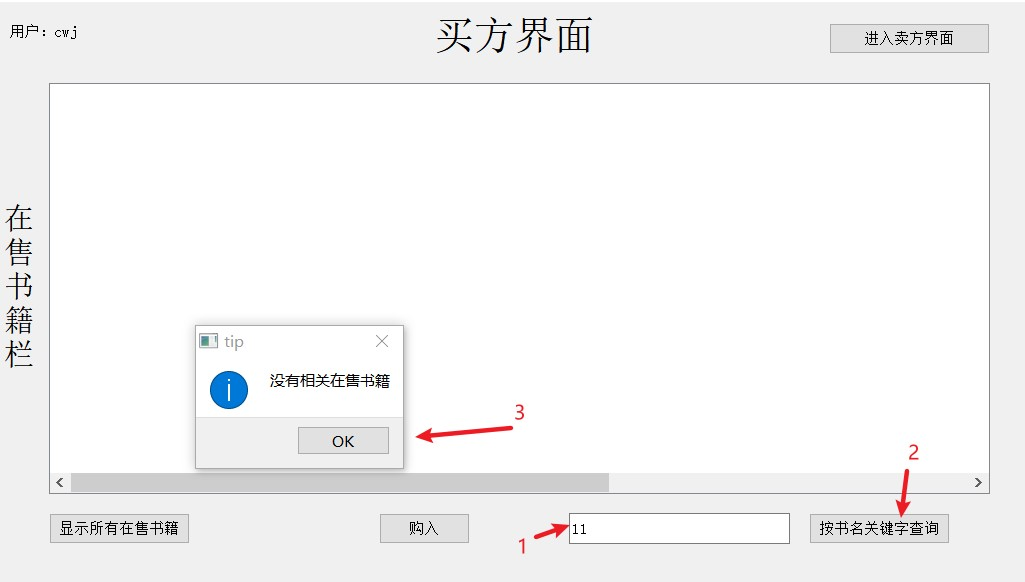 用户：cwj
买方界面
进入卖方界面
在售书籍栏
tip
没有相关在售书籍
OK
3
2
显示所有在售书籍
购入
1
11
按书名关键字查询